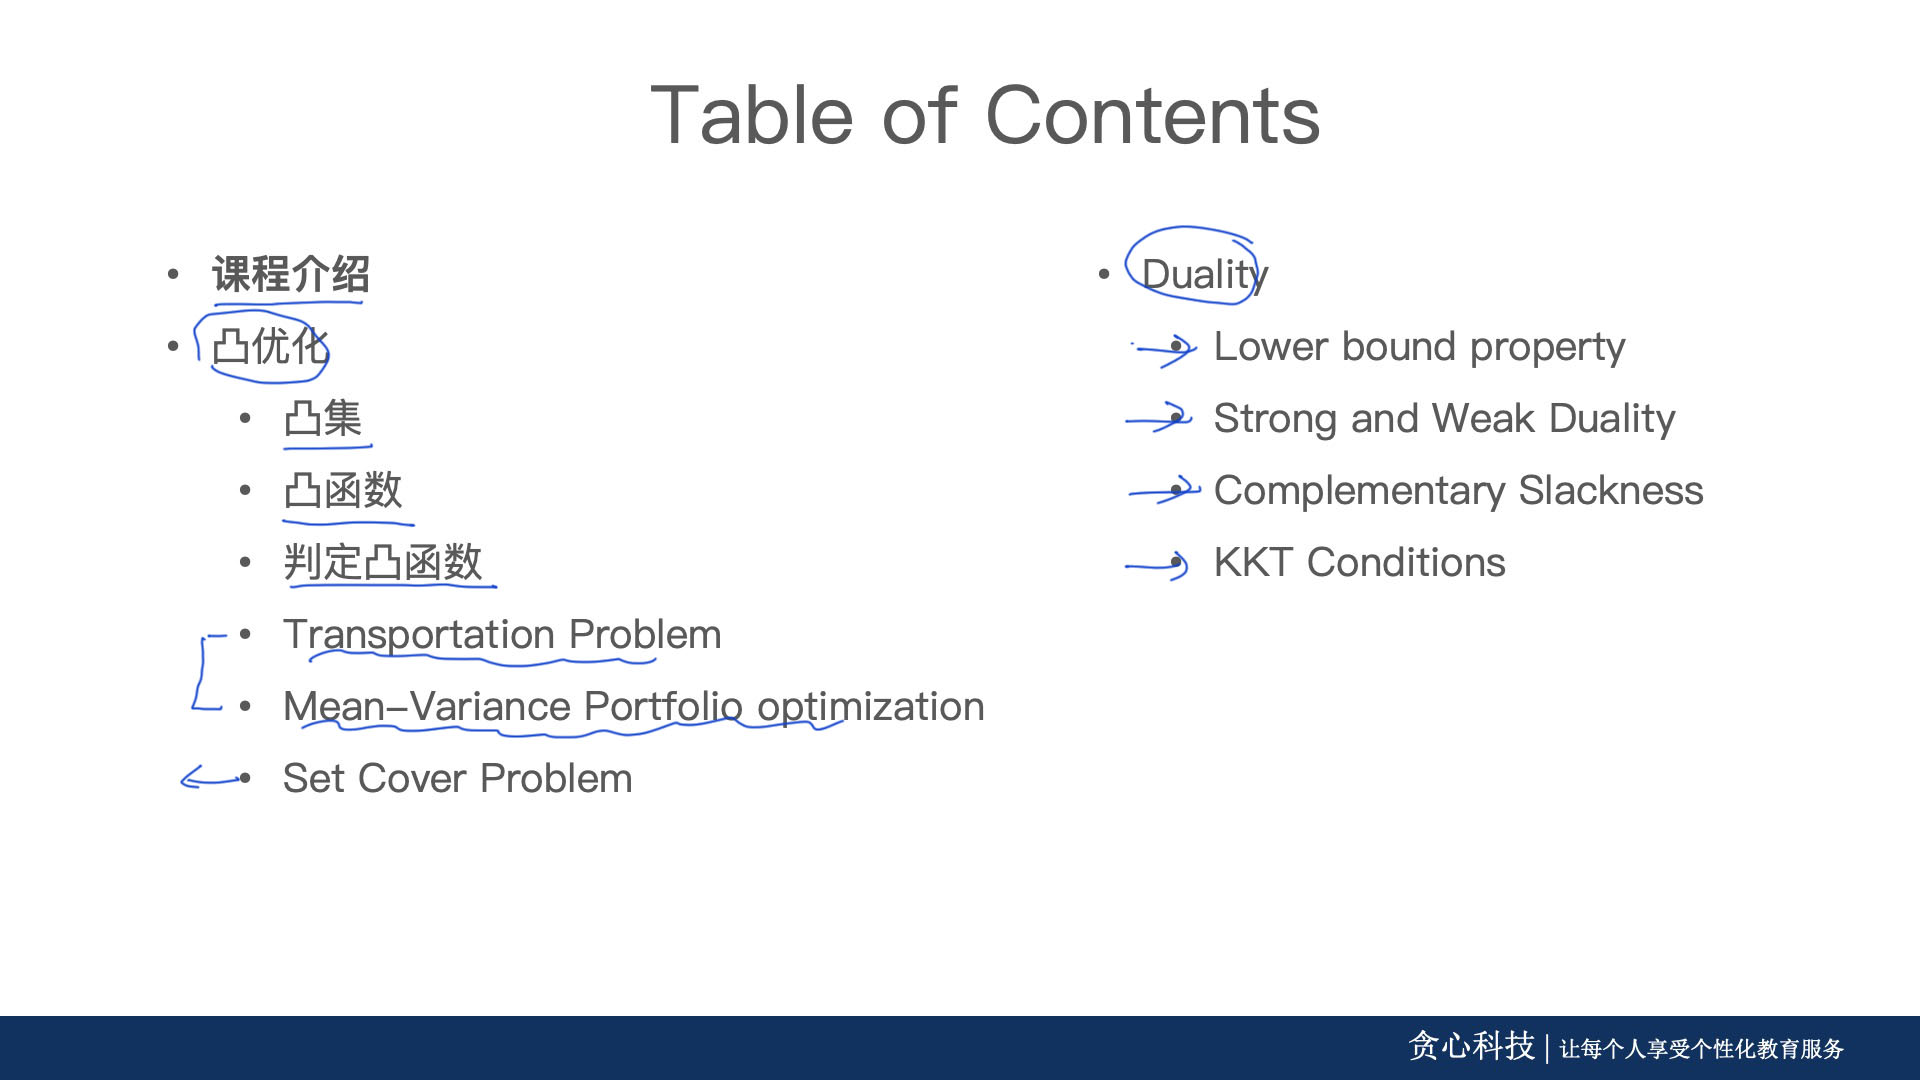 Table of Contents
• 课程介绍
• 凸优化
• 凸集
• 凸函数
• 判定凸函数
• Transportation Problem
• Mean–Variance Portfolio optimization
• Set Cover Problem
• Duality
• Lower bound property
• Strong and Weak Duality
• Complementary Slackness
• KKT Conditions
贪心科技 | 让每个人享受个性化教育服务